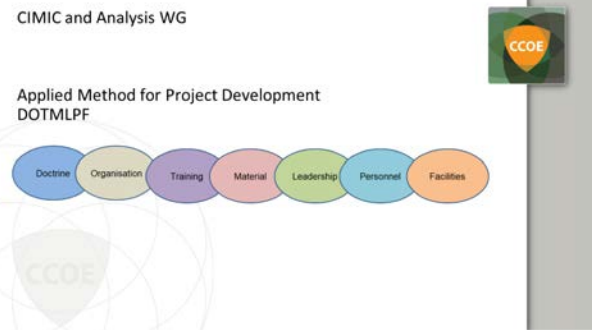 CIMIC and Analysis WG
CCOE
Applied Method for Project Development
DOTMLPF
Doctrine Organisation Training Material Leadership Personnel Facilities
CCOE